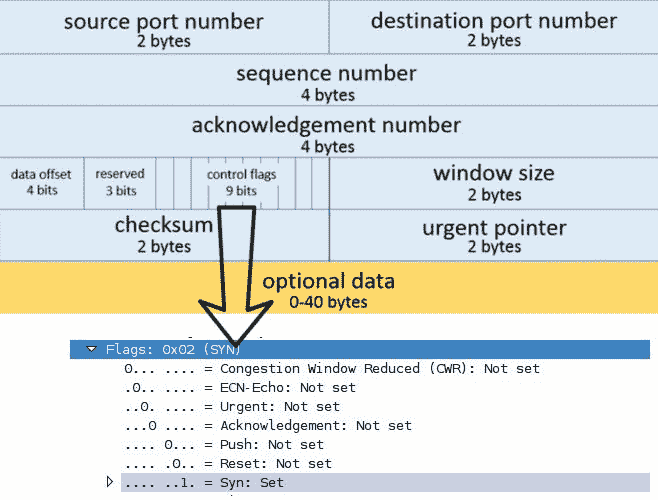 source port number
2 bytes
destination port number
2 bytes
sequence number
4 bytes
acknowledgement number
4 bytes
data offset
4 bits
reserved
3 bits
control flags
9 bits
window size
2 bytes
checksum
2 bytes
urgent pointer
2 bytes
optional data
0-40 bytes
Flags: 0x02 (SYN)
0... .... = Congestion Window Reduced (CWR): Not set
.0.. .... = ECN-Echo: Not set
..0. .... = Urgent: Not set
...0 .... = Acknowledgement: Not set
.... 0... = Push: Not set
.... .0.. = Reset: Not set
.... ..1. = Syn: Set